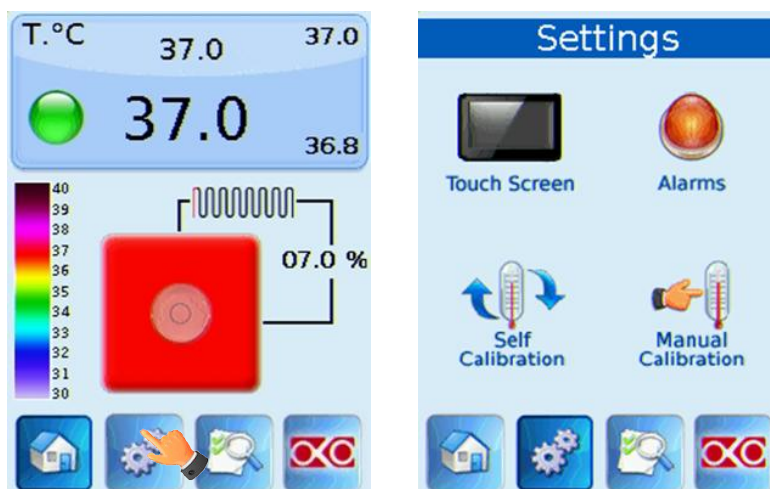 T.°C
37.0
37.0
37.0
36.8
40
39
38
37
36
35
34
33
32
31
30
07.0 %
Settings
Touch Screen
Alarms
Self
Calibration
Manual
Calibration